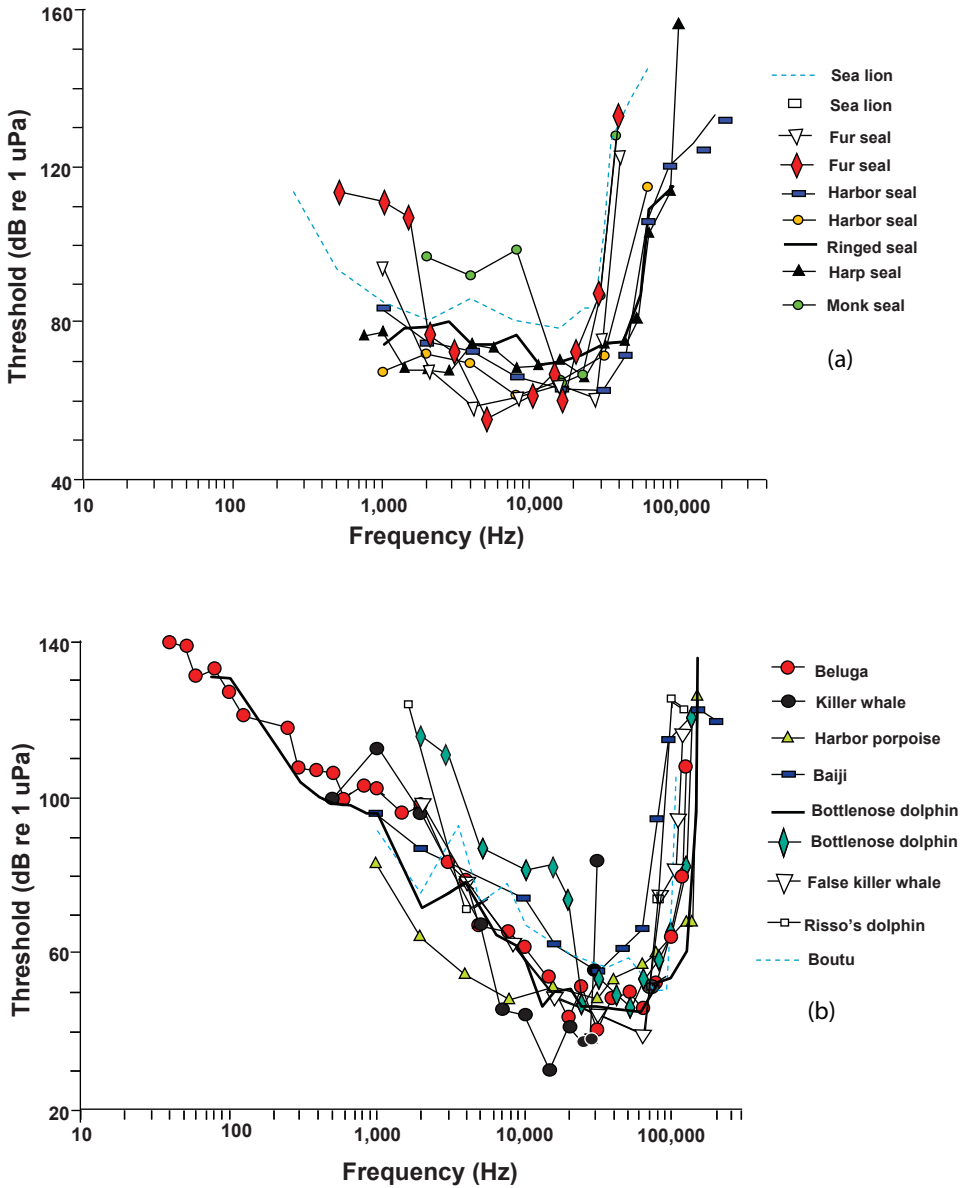 160
120
80
40
Threshold (dB re 1 uPa)
10
100
1,000
10,000
100,000
Frequency (Hz)
Sea lion
Sea lion
Fur seal
Fur seal
Harbor seal
Harbor seal
Ringed seal
Harp seal
Monk seal
(a)
140
100
60
20
Threshold (dB re 1 uPa)
10
100
1,000
10,000
100,000
Frequency (Hz)
Beluga
Killer whale
Harbor porpoise
Baiji
Bottlenose dolphin
Bottlenose dolphin
False killer whale
Risso's dolphin
Boutu
(b)